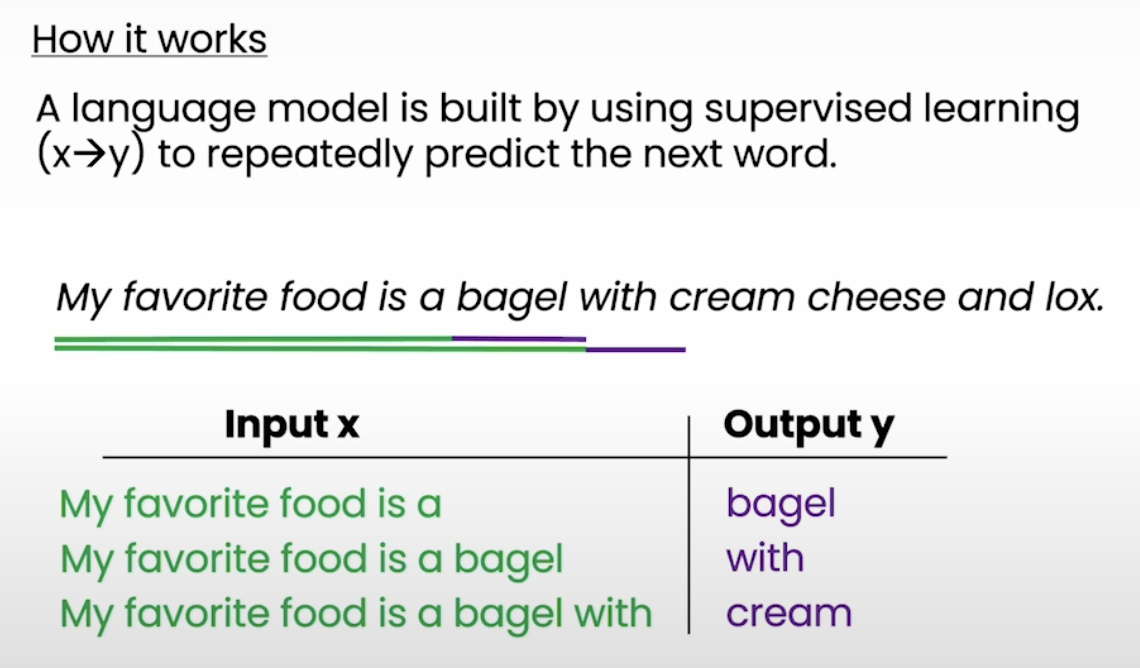 How it works
A language model is built by using supervised learning
(x→y) to repeatedly predict the next word.
My favorite food is a bagel with cream cheese and lox.
Input x Output y
My favorite food is a bagel
My favorite food is a bagel with
My favorite food is a bagel with cream